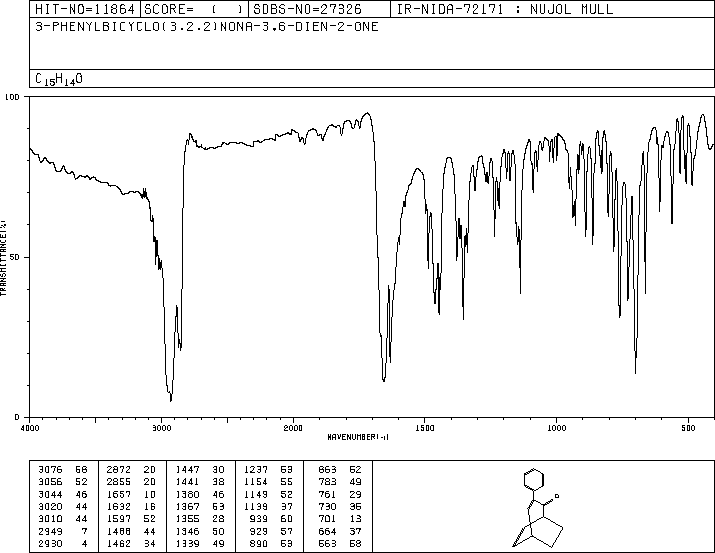 HIT-NO=11864 SCORE= ( ) SDBS-NO=27326 IR-NIDA-72171 : NUJOL MULL
3-PHENYLBICYCLO(3.2.2)NONA-3.6-DIEN-2-ONE
C15H14O
100
50
0
TRANSMITTANCE(%)
4000 3000 2000 1500 1000 500
WAVENUMBER(-1)
3076 68 2872 20 1447 30 1237 53 863 52
3056 52 2855 20 1441 38 1154 55 783 49
3044 46 1657 10 1380 46 1149 52 761 29
3020 44 1632 16 1367 53 1139 37 730 35
3010 44 1597 52 1355 28 939 60 701 13
2949 7 1488 44 1346 50 929 57 664 37
2930 4 1462 34 1339 49 890 53 563 58
O